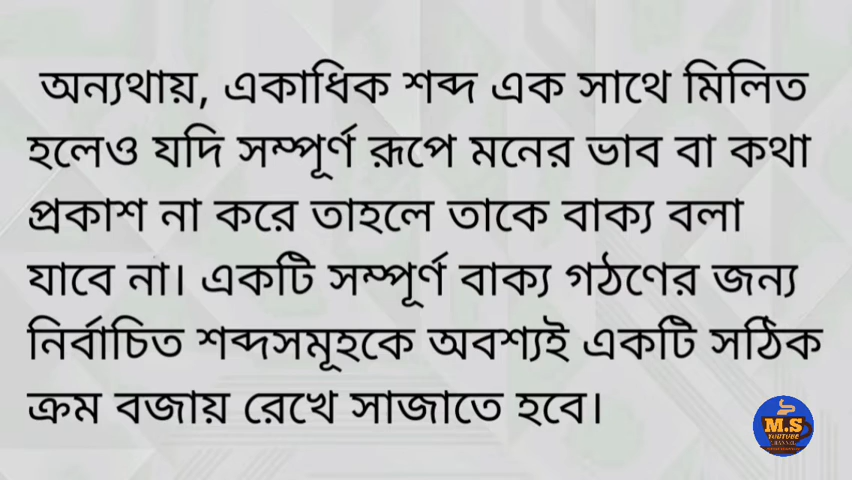 অন্যথায়, একাধিক শব্দ এক সাথে মিলিত
হলেও যদি সম্পূর্ণ রূপে মনের ভাব বা কথা
প্রকাশ না করে তাহলে তাকে বাক্য বলা
যাবে না। একটি সম্পূর্ণ বাক্য গঠণের জন্য
নির্বাচিত শব্দসমূহকে অবশ্যই একটি সঠিক
ক্রম বজায় রেখে সাজাতে হবে।
M.S
YOUTUBE